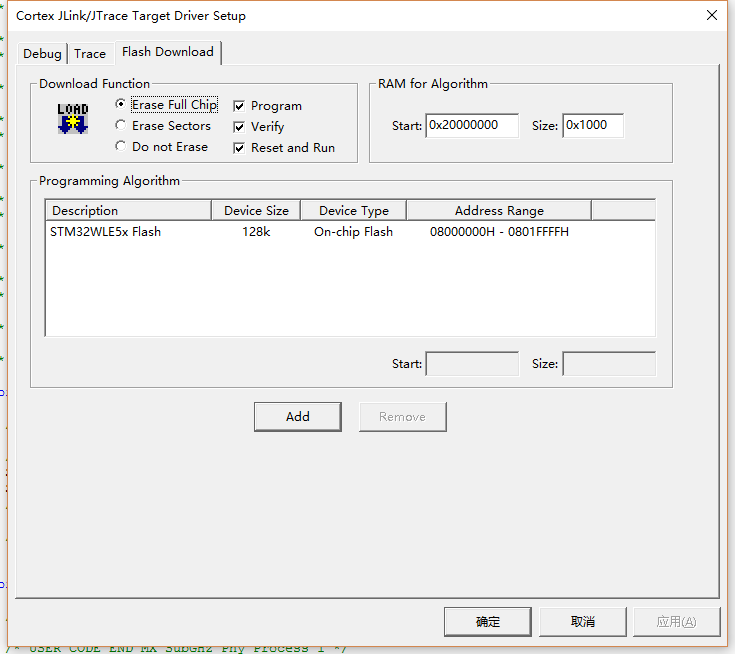 Cortex JLink/JTrace Target Driver Setup
Debug Trace Flash Download
Download Function
LOAD
Erase Full Chip
Erase Sectors
Do not Erase
Program
Verify
Reset and Run
RAM for Algorithm
Start: 0x20000000 Size: 0x1000
Programming Algorithm
Description Device Size Device Type Address Range
STM32WLE5x Flash 128k On-chip Flash 08000000H - 0801FFFFH
Start: Size:
Add Remove
确定 取消 应用(A)
/* USER CODE END MX_SubGHz_Phy_Process 1 */